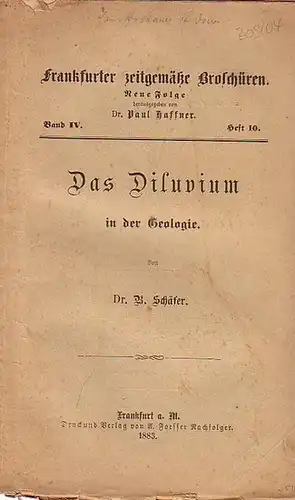 Frankfurter zeitgemäße Broschüren.
Neue Folge
herausgegeben von
Dr. Paul Haffner.
Band IV. Heft 10.
Das Diluvium
in der Geologie.
Von
Dr. B. Schäfer.
Frankfurt a. M.
Druck und Verlag von A. Foesser Nachfolger.
1883.